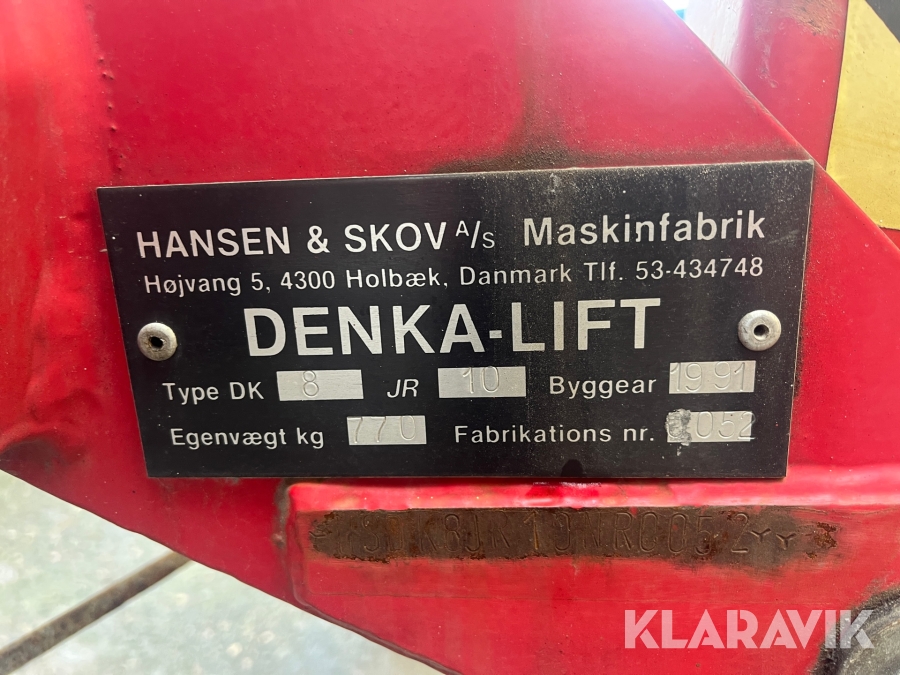 HANSEN & SKOV A/S Maskinfabrik
Højvang 5, 4300 Holbæk, Danmark Tlf. 53-434748
DENKA-LIFT
Type DK 8 JR 10 Byggear 1991
Egenvægt kg 770 Fabrikations nr. 052
KLARAVIK